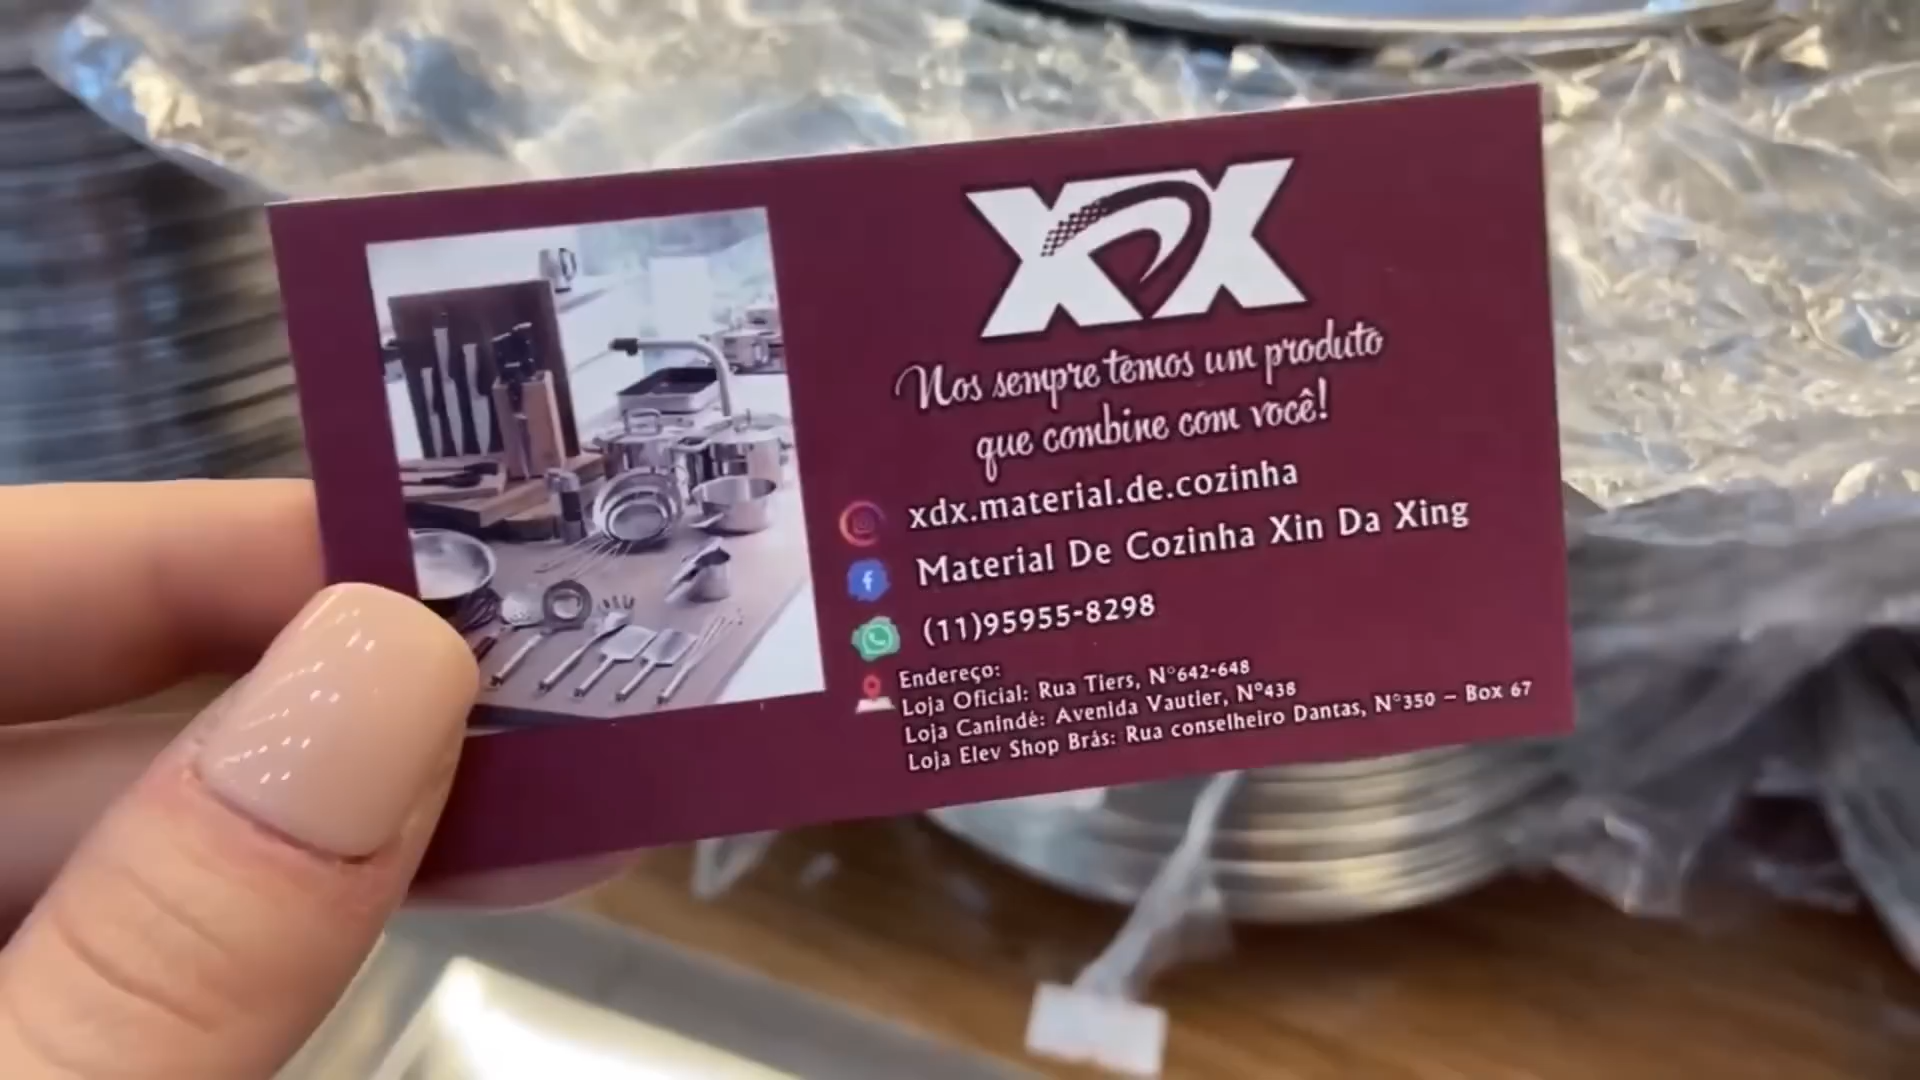 XDX
Nos sempre temos um produto
que combine com você!
xdx.material.de.cozinha
Material De Cozinha Xin Da Xing
(11)95955-8298
Endereço:
Loja Oficial: Rua Tiers, N°642-648
Loja Canindé: Avenida Vautier, Nº438
Loja Elev Shop Brás: Rua conselheiro Dantas, N°350 – Box 67